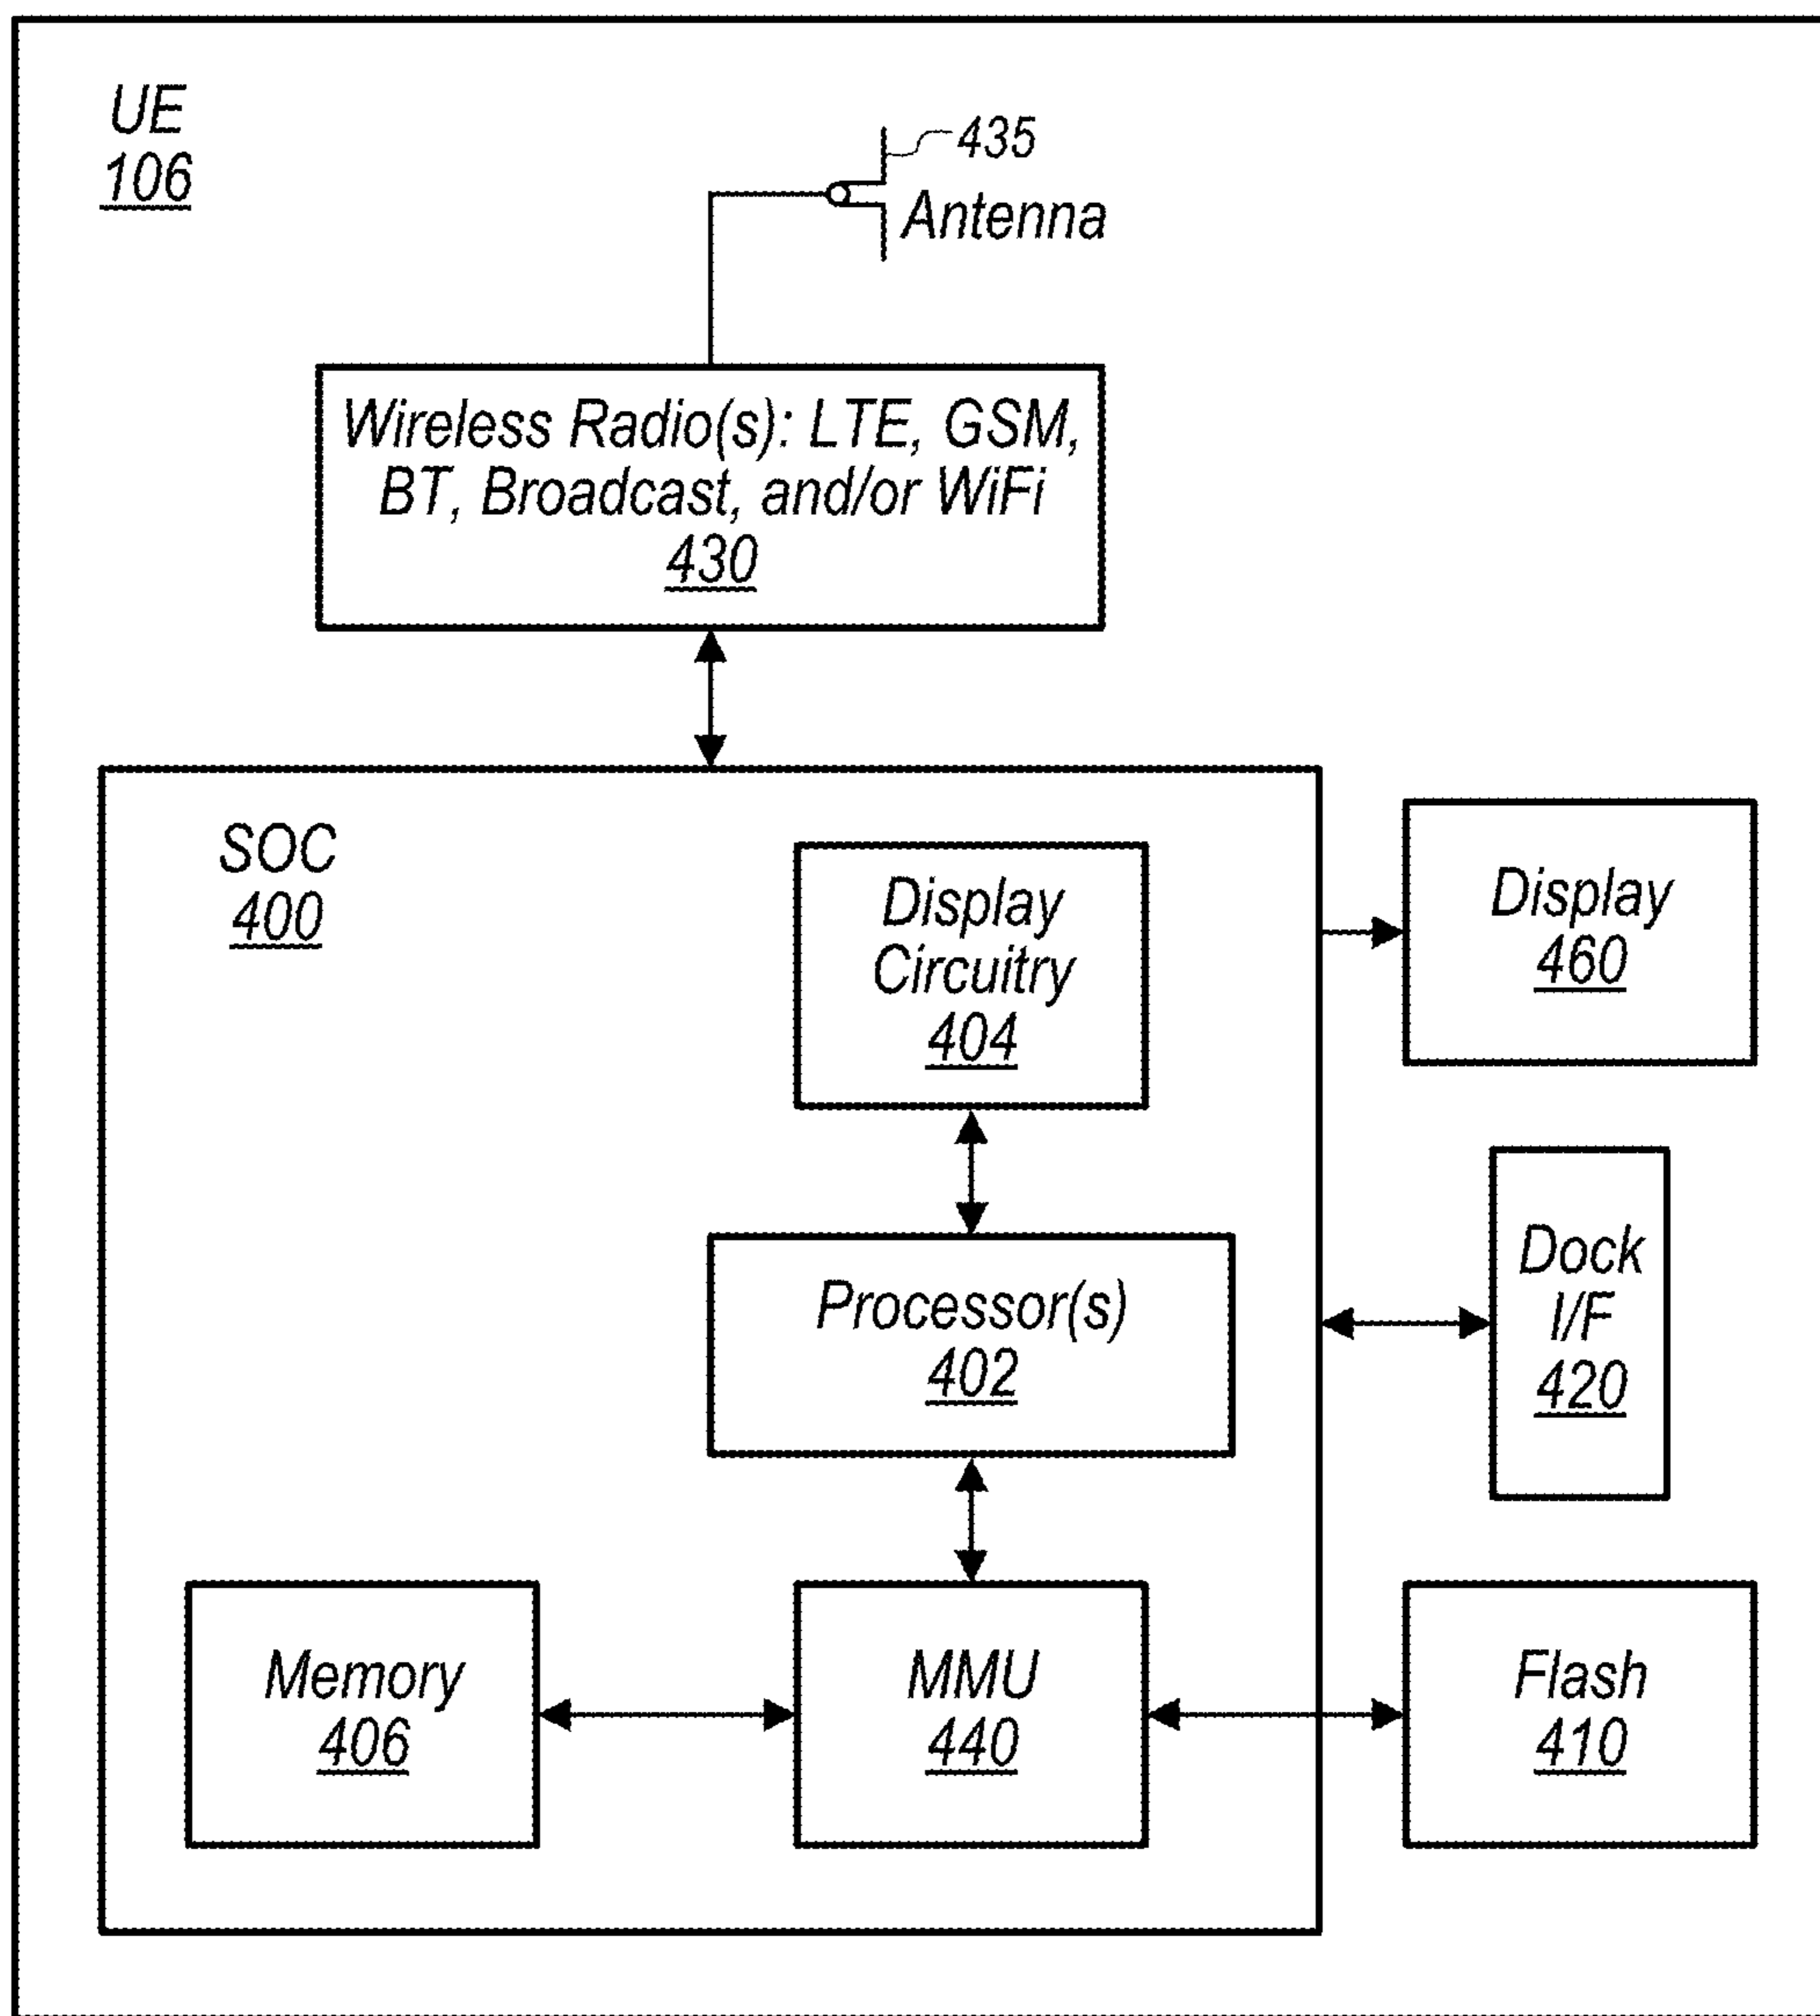 UE
106
435
Antenna
Wireless Radio(s): LTE, GSM,
BT, Broadcast, and/or WiFi
430
SOC
400
Display
Circuitry
404
Display
460
Processor(s)
402
Dock
I/F
420
Memory
406
MMU
440
Flash
410